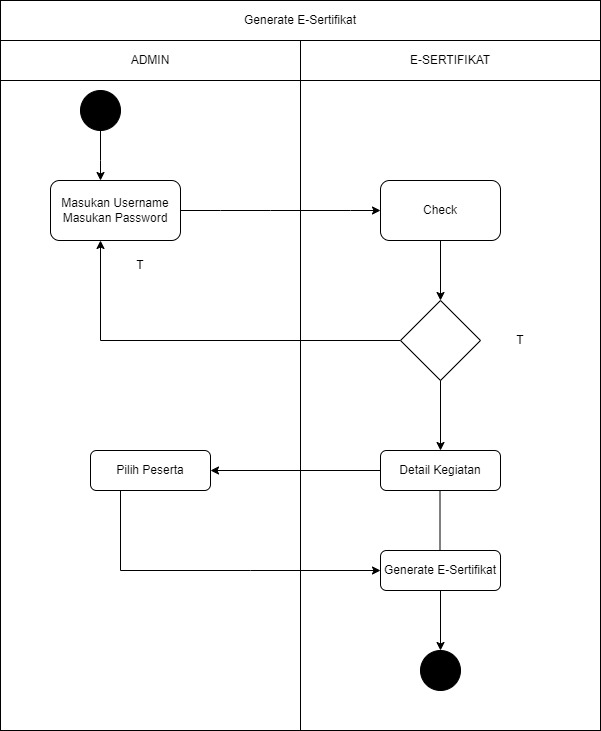 Generate E-Sertifikat
ADMIN
E-SERTIFIKAT
Masukan Username
Masukan Password
Check
T
T
Pilih Peserta
Detail Kegiatan
Generate E-Sertifikat